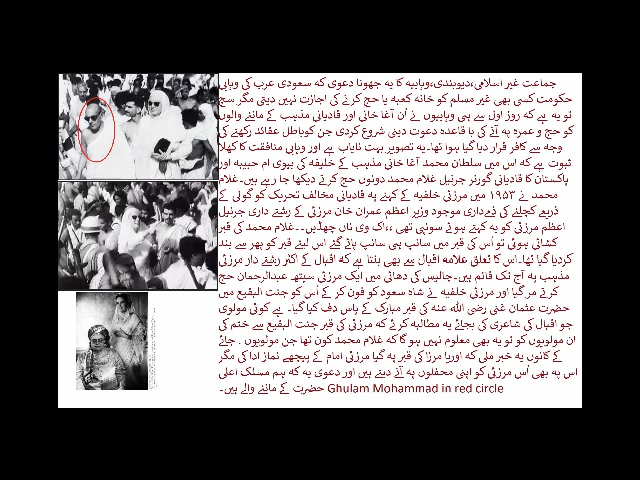 جماعت غیر اسلامی،دیوبندی،وہابیہ کا یہ جھوٹا دعوی کہ سعودی عرب کی وہابی
حکومت کسی بھی غیر مسلم کو خانہ کعبہ یا حج کرنے کی اجازت نہیں دیتی مگر سچ
تو یہ ہے کہ روز اول سے ہی وہابیوں نے ان آغا خانی اور قادیانی مذہب کے ماننے والوں
کو حج و عمرہ پہ آنے کی با قاعدہ دعوت دینی شروع کردی جن کوباطل عقائد رکھنے کی
وجہ سے کافر قرار دیا گیا ہوا تھا۔یہ تصویر بہت نایاب ہے اور وہابی منافقت کا کھلا
ثبوت ہے کہ اس میں سلطان محمد آغا خانی مذہب کے خلیفہ کی بیوی ام حبیبہ اور
پاکستان کا قادیانی گورنر جرنیل غلام محمد دونوں حج کرتے دیکھا جا رہے ہیں۔غلام
محمد نے ۱۹۵۳ میں مرزئی خلفیہ کے کہنے پہ قادیانی مخالف تحریک کو گولی کے
ذریعے کچلنے کی ذےداری موجود وزیر اعظم عمران خان مرزئی کے رشتے داری جرنیل
اعظم مرزئی کو یہ کہتے ہوئے سونپی تھی ،،اک وی ناں چھڈیں۔۔غلام محمد کی قبر
کشائی ہوئی تو اُس کی قبر میں سانپ ہی سانپ پائے گئے اس لیئے قبر کو پھر سے بند
کردیا گیا تھا۔اس کا تعلق علامہ اقبال سے بھی بنتا ہے کہ اقبال کے اکثر رشتے دار مرزئی
مذہب پہ آج تک قائم ہیں۔چالیس کی دھائی میں ایک مرزئی سیٹھ عبدالرحمان حج
کرتے مر گیا اور مرزئی خلفیہ نے شاہ سعود کو فون کر کے اُس کو جنت البقیع میں
حضرت عثمان غنی رضی اللہ عنہ کی قبر مبارک کے پاس دف کیا گیا۔ ہے کوئی مولوی
جو اقبال کی شاعری کی بجائے یہ مطالبہ کرتے کہ مرزئی کی قبر جنت البقیع سے ختم کی
جائے . ان مولویوں کو تو یہ بھی معلوم نہیں ہو گا کہ غلام محمد کون تھا جن مولویوں
کے کانوں یہ خبر ملی کہ اوریا مرزا کی قبر پہ گیا مرزئی امام کے پیچھے نماز ادا کی مگر
اس پہ بھی اُس مرزئی کو اپنی محفلوں پہ آنے دیتے ہیں اور دعوی یہ کہ ہم مسلک اعلی
حضرت کے ماننے والے ہیں۔ Ghulam Mohammad in red circle